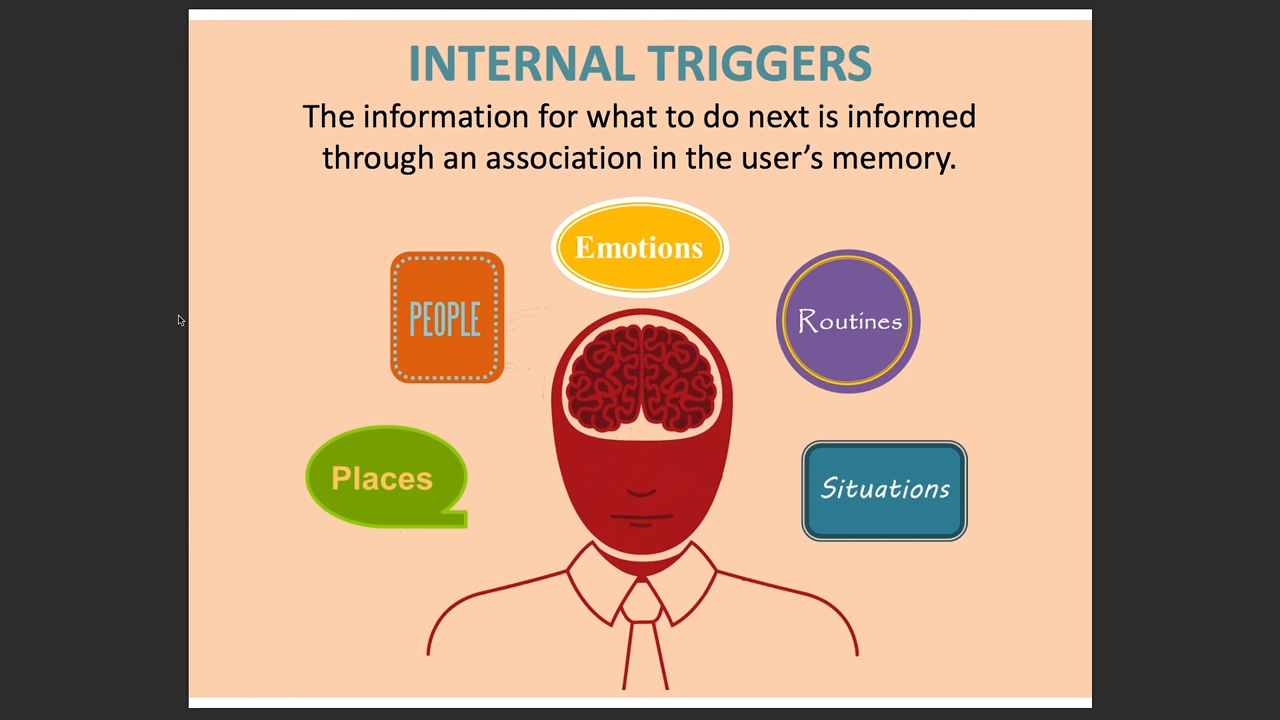 INTERNAL TRIGGERS
The information for what to do next is informed
through an association in the user’s memory.
Emotions
PEOPLE
Routines
Places
Situations